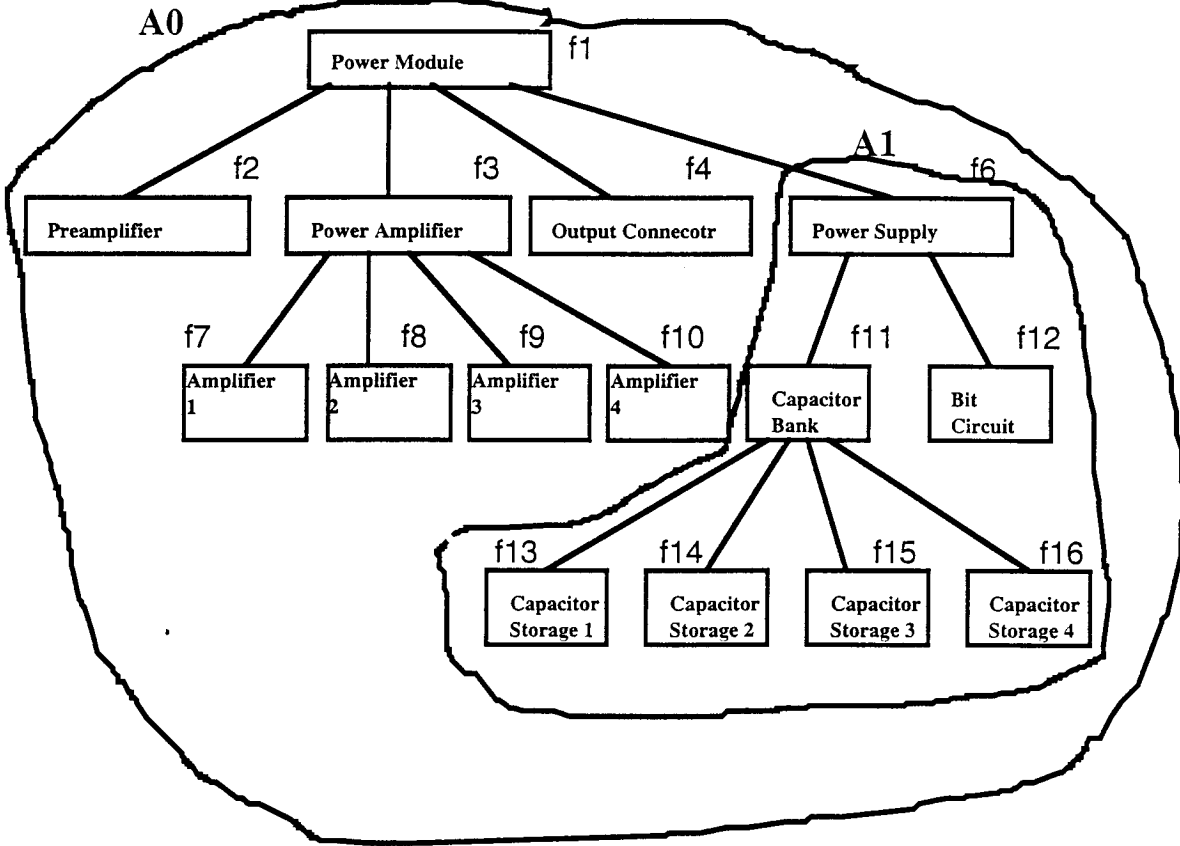 A0
f1
Power Module
A1
f2
f3
f4
f6
Preamplifier
Power Amplifier
Output Connecotr
Power Supply
f7
f8
f9
f10
f11
f12
Amplifier
1
Amplifier
2
Amplifier
3
Amplifier
4
Capacitor
Bank
Bit
Circuit
f13
f14
f15
f16
Capacitor
Storage 1
Capacitor
Storage 2
Capacitor
Storage 3
Capacitor
Storage 4